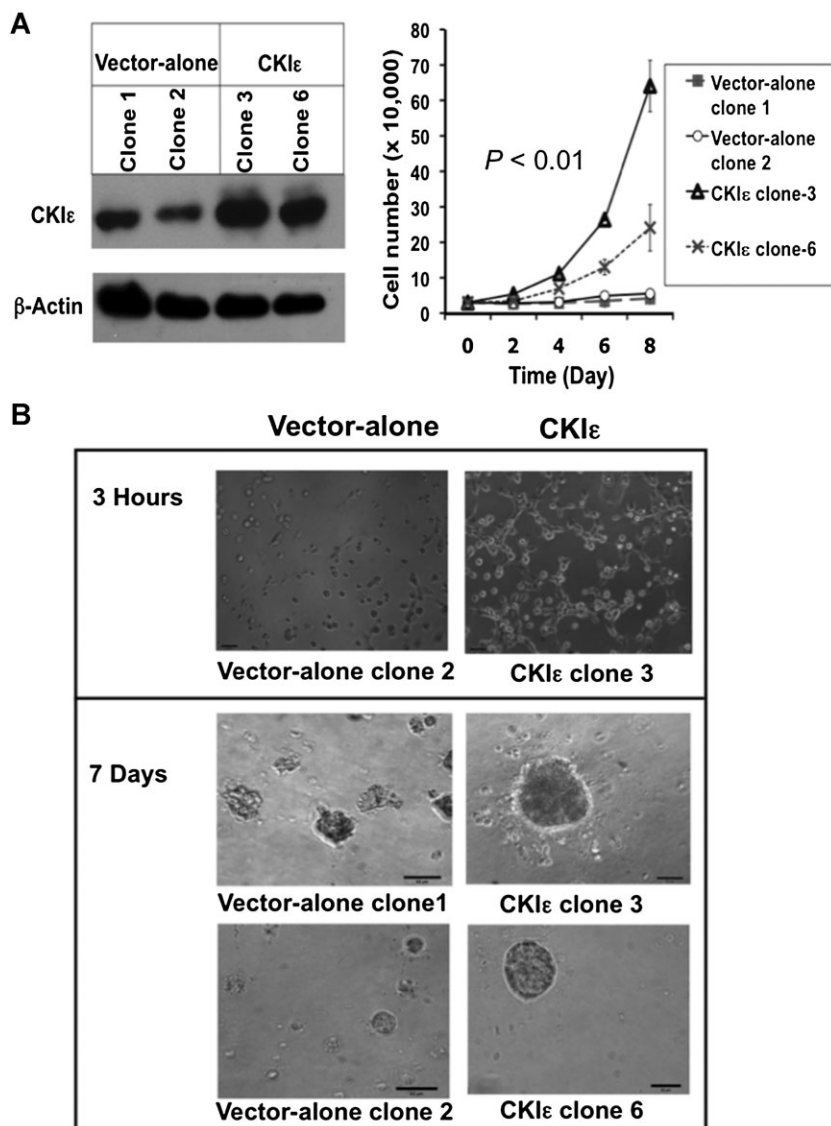 A
Vector-alone CKIε
Clone 1
Clone 2
Clone 3
Clone 6
CKIε
β-Actin
Cell number (x 10,000)
80
70
60
50
40
30
20
10
0
P < 0.01
0 2 4 6 8
Time (Day)
Vector-alone
clone 1
Vector-alone
clone 2
CKIε clone-3
CKIε clone-6
B
Vector-alone CKIε
3 Hours
Vector-alone clone 2 CKIε clone 3
7 Days
Vector-alone clone1 CKIε clone 3
Vector-alone clone 2 CKIε clone 6